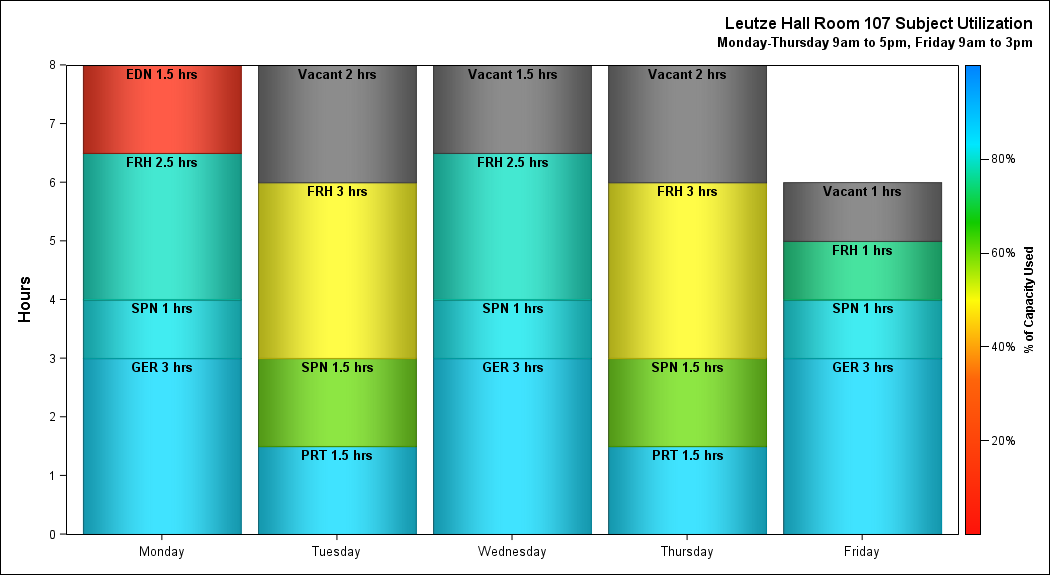 Leutze Hall Room 107 Subject Utilization
Monday-Thursday 9am to 5pm, Friday 9am to 3pm
Hours
8
7
6
5
4
3
2
1
0
EDN 1.5 hrs
FRH 2.5 hrs
SPN 1 hrs
GER 3 hrs
Vacant 2 hrs
FRH 3 hrs
SPN 1.5 hrs
PRT 1.5 hrs
Vacant 1.5 hrs
FRH 2.5 hrs
SPN 1 hrs
GER 3 hrs
Vacant 2 hrs
FRH 3 hrs
SPN 1.5 hrs
PRT 1.5 hrs
Vacant 1 hrs
FRH 1 hrs
SPN 1 hrs
GER 3 hrs
Monday
Tuesday
Wednesday
Thursday
Friday
80%
60%
40%
20%
% of Capacity Used